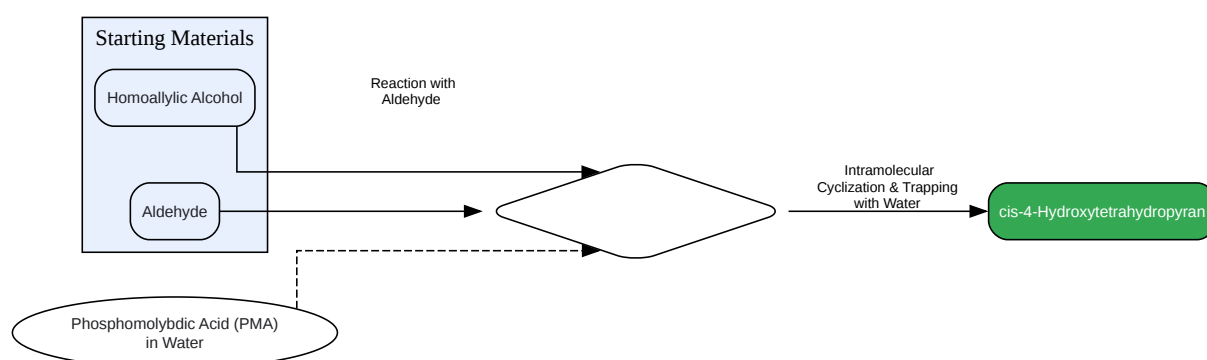 Starting Materials
Homoallylic Alcohol
Reaction with
Aldehyde
Aldehyde
Intramolecular
Cyclization & Trapping
with Water
cis-4-Hydroxytetrahydropyran
Phosphomolybdic Acid (PMA)
in Water